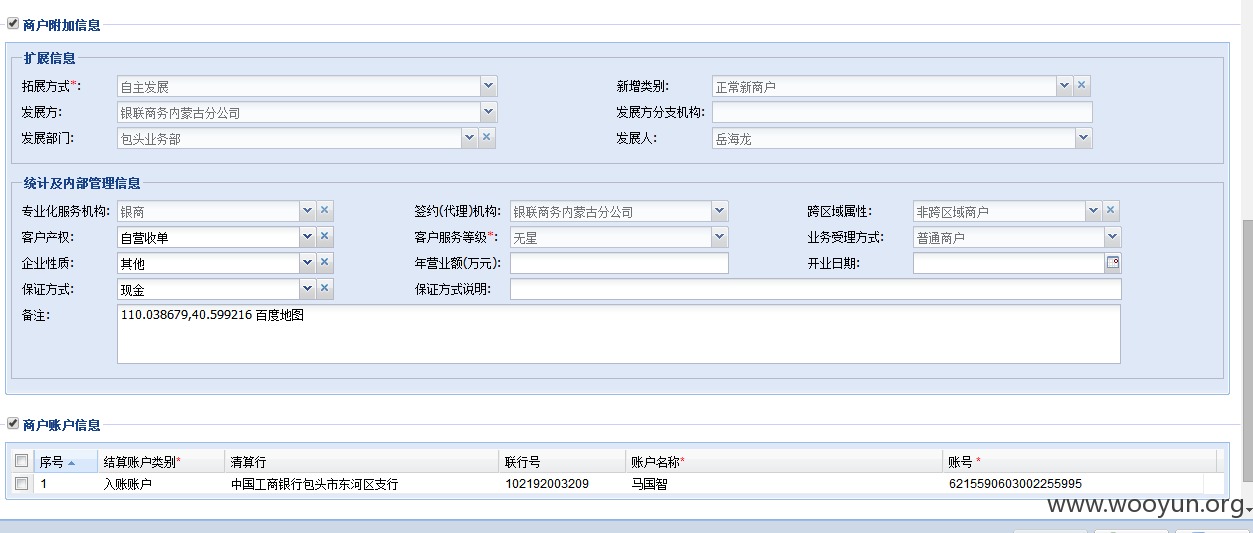 商户附加信息
扩展信息
拓展方式*: 自主发展 新增类别: 正常新商户
发展方: 银联商务内蒙古分公司 发展方分支机构:
发展部门: 包头业务部 发展人: 岳海龙
统计及内部管理信息
专业化服务机构: 银商 签约(代理)机构: 银联商务内蒙古分公司 跨区域属性: 非跨区域商户
客户产权: 自营收单 客户服务等级*: 无星 业务受理方式: 普通商户
企业性质: 其他 年营业额(万元): 开业日期:
保证方式: 现金 保证方式说明:
备注: 110.038679,40.599216 百度地图
商户账户信息
序号 结算账户类别* 清算行 联行号 账户名称* 账号 *
1 入账账户 中国工商银行包头市东河区支行 102192003209 马国智 6215590603002255995
www.wooyun.org